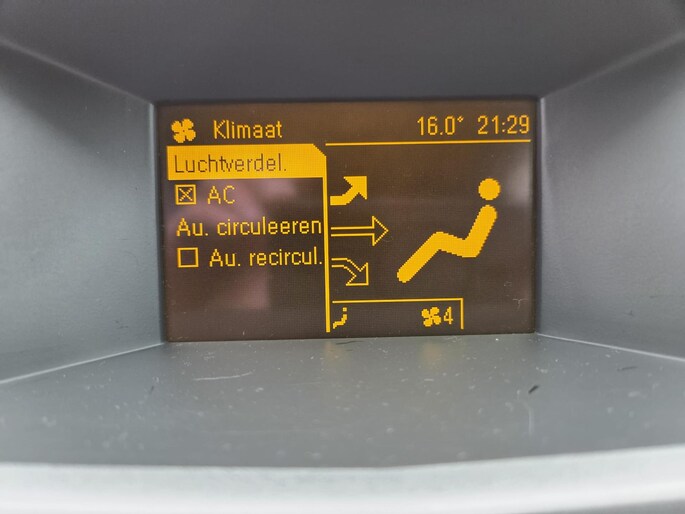 Klimaat 16.0° 21:29
Luchtverdel.
AC
Au. circuleeren
Au. recircul.
4